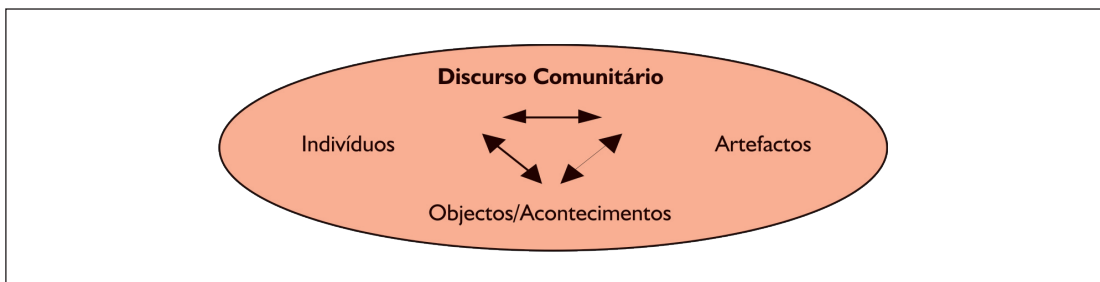 Discurso Comunitário
Indivíduos
Artefactos
Objectos/Acontecimentos